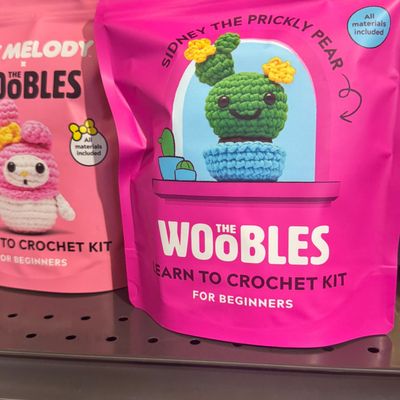 MELODY
x
THE
WOOBLES
All
materials
included
TO CROCHET KIT
FOR BEGINNERS
SIDNEY THE PRICKLY PEAR
All
materials
included
THE
WOOBLES
LEARN TO CROCHET KIT
FOR BEGINNERS